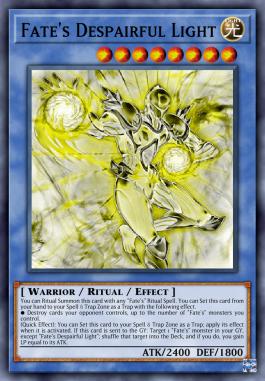 FATE'S DESPAIRFUL LIGHT
LIGHT
光
[ WARRIOR / RITUAL / EFFECT ]
You can Ritual Summon this card with any "Fate's" Ritual Spell. You can Set this card
from your hand to your Spell & Trap Zone as a Trap with the following effect.
● Destroy cards your opponent controls, up to the number of "Fate's" monsters you
control.
(Quick Effect): You can Set this card to your Spell & Trap Zone as a Trap; apply its effect
when it is activated. If this card is sent to the GY: Target 1 "Fate's" monster in your GY,
except "Fate's Despairful Light"; shuffle that target into the Deck, and if you do, you gain
LP equal to its ATK.
ATK/2400 DEF/1800